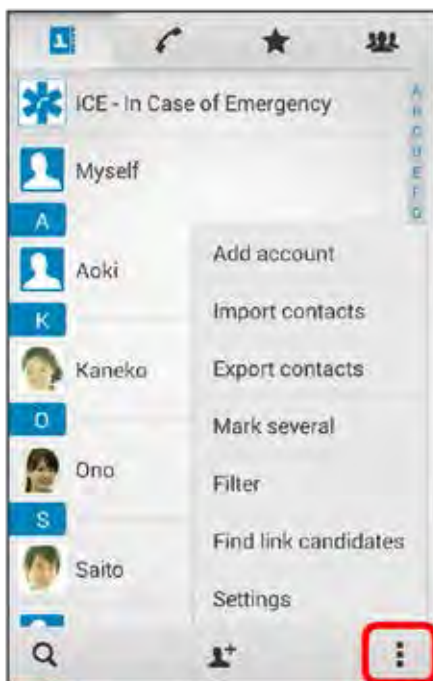 ICE - In Case of Emergency
Myself
A
Aoki
K
Kaneko
O
Ono
S
Saito
Add account
Import contacts
Export contacts
Mark several
Filter
Find link candidates
Settings